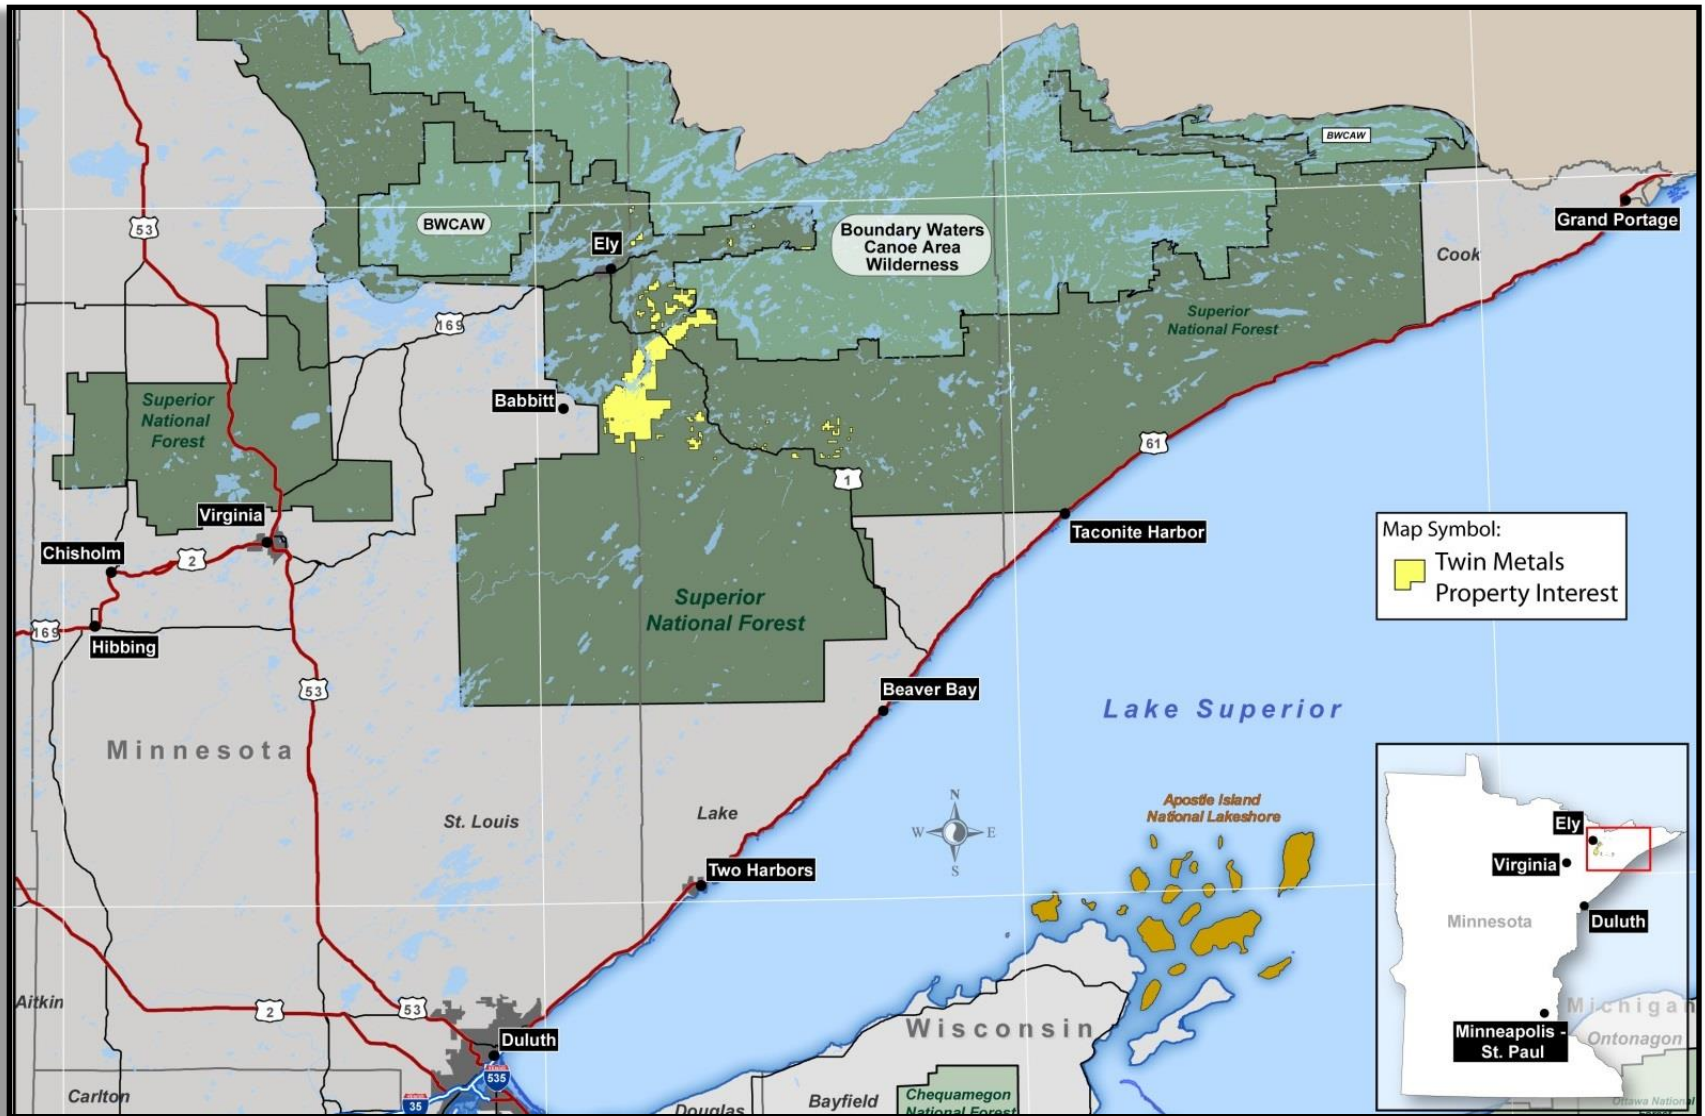 BWCAW
53
Grand Portage
BWCAW
Ely
Boundary Waters
Canoe Area
Wilderness
Cook
169
Superior
National Forest
Superior
National
Forest
Babbitt
61
1
Virginia
Taconite Harbor
Chisholm
2
169
Hibbing
Map Symbol:
Twin Metals
Property Interest
Superior
National Forest
53
Beaver Bay
Lake Superior
Minnesota
N
W
E
S
St. Louis
Lake
Apostle Island
National Lakeshore
Two Harbors
Ely
Virginia
Duluth
Minnesota
Minneapolis -
St. Paul
Michigan
Ontonagon
Ottawa National
Forest
Aitkin
2
53
Duluth
535
35
Wisconsin
Carlton
Douglas
Bayfield
Chequamegon
National Forest